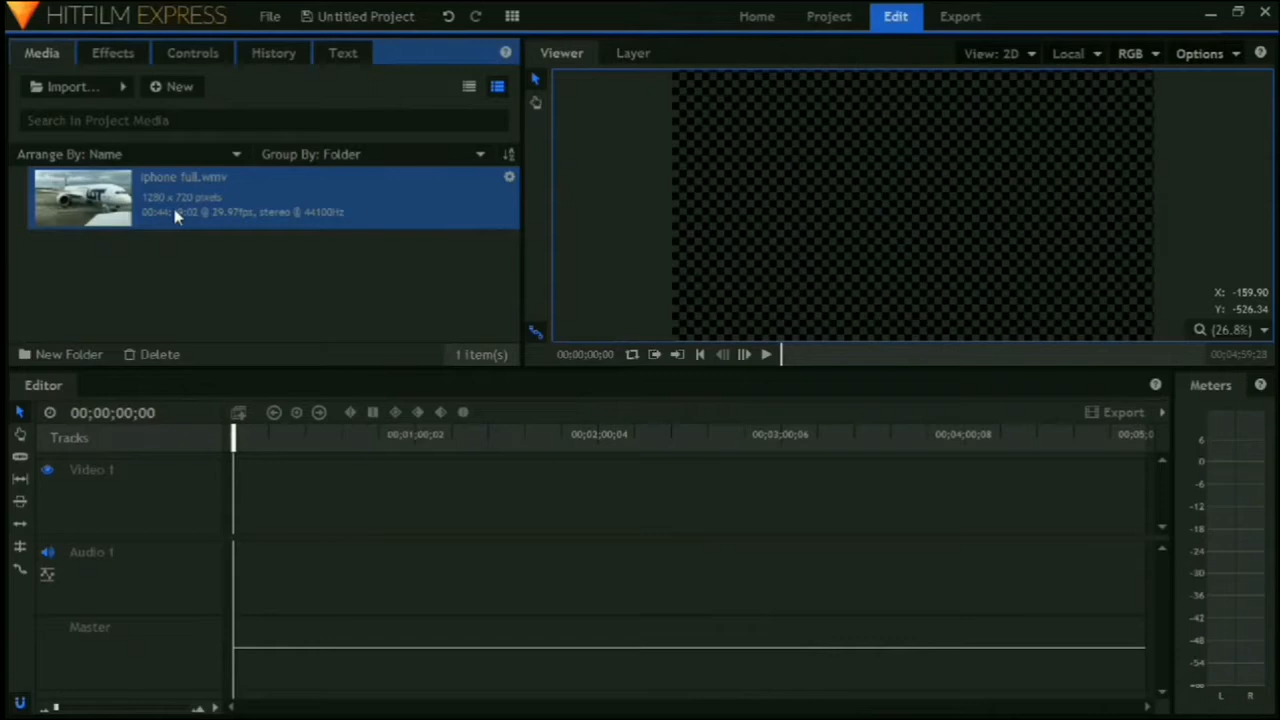 HITFILM EXPRESS File Untitled Project Home Project Edit Export
Media Effects Controls History Text Viewer Layer View: 2D Local RGB Options
Import... New
Search in Project Media
Arrange By: Name Group By: Folder
iphone full.wmv
1280 x 720 pixels
00:44; :02 @ 29.97fps, stereo @ 44100Hz
X: -159.90
Y: -526.34
(26.8%)
New Folder Delete 1 item(s) 00;00;00;00 00;04;59;28
Editor Meters
00;00;00;00 Export
Tracks 00;01;00;02 00;02;00;04 00;03;00;06 00;04;00;08 00;05;0
Video 1
Audio 1
Master
6
0
-6
-12
-18
-24
-30
-36
-42
-48
-54
-∞
L R